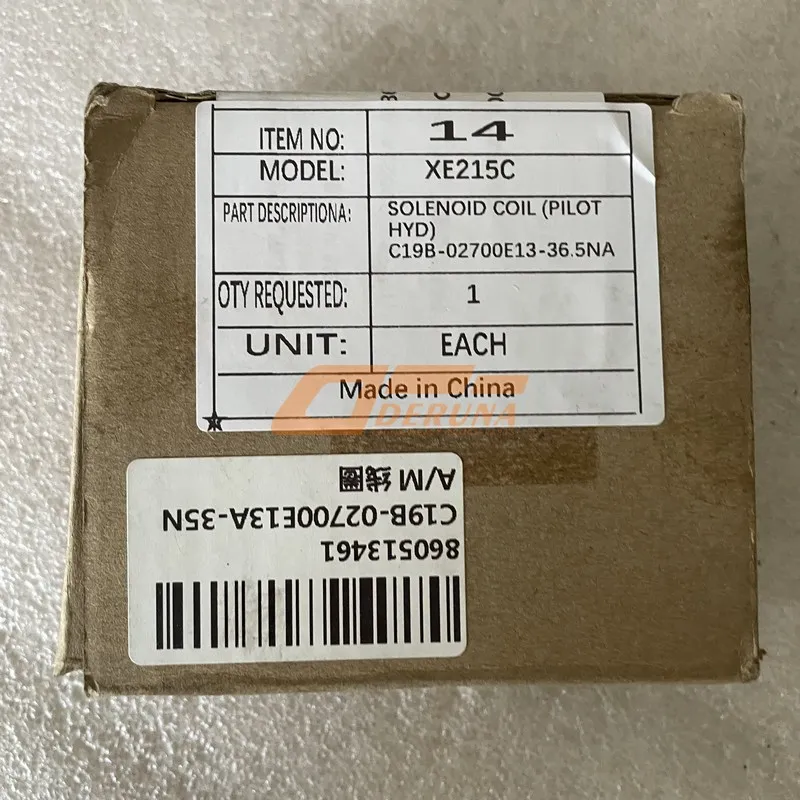 ITEM NO: 14
MODEL: XE215C
PART DESCRIPTIONA: SOLENOID COIL (PILOT
HYD)
C19B-02700E13-36.5NA
QTY REQUESTED: 1
UNIT: EACH
Made in China
DERUNA
860513461
C19B-02700E13A-35N
A/M 线圈